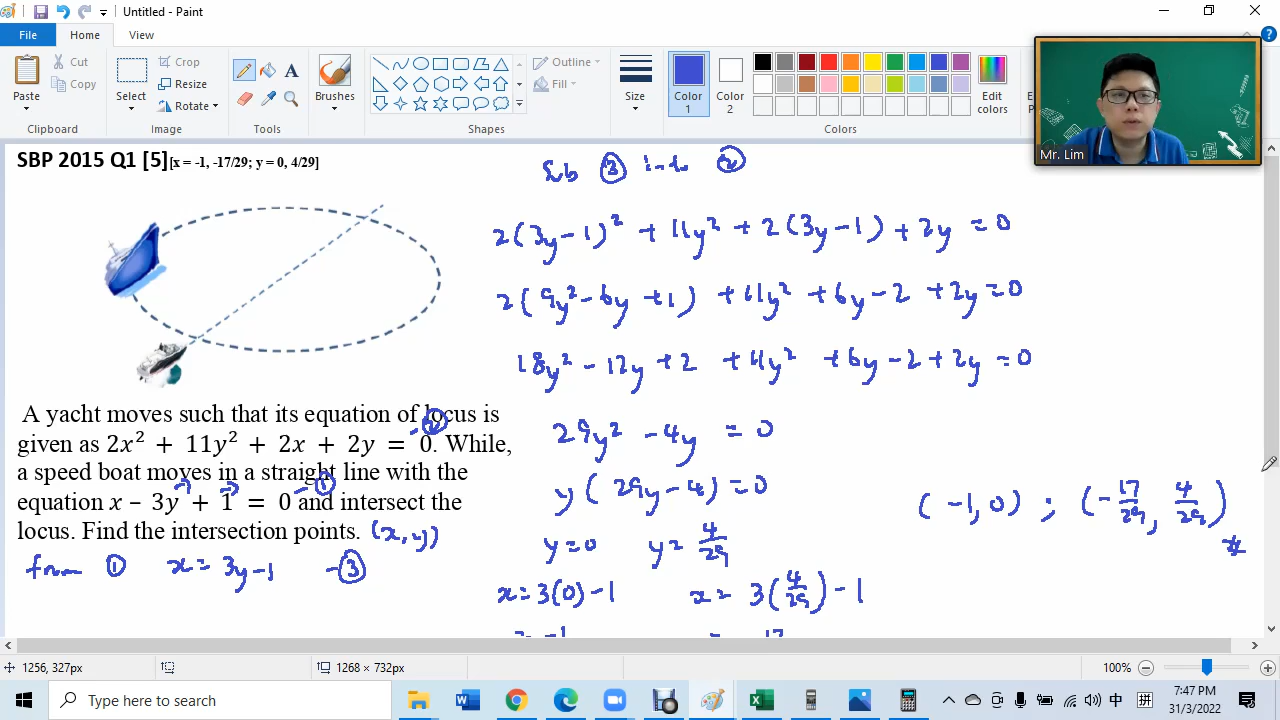 Untitled - Paint
File
Home
View
Paste
Cut
Copy
Clipboard
Select
Crop
Resize
Rotate
Image
Tools
Brushes
Shapes
Outline
Fill
Size
Color 1
Color 2
Colors
Edit colors
Mr. Lim
SBP 2015 Q1 [5][x = -1, -17/29; y = 0, 4/29]
A yacht moves such that its equation of locus is
given as 2x² + 11y² + 2x + 2y = 0. While, -②
a speed boat moves in a straight line with the
equation x – 3y + 1 = 0 and intersect the -①
locus. Find the intersection points. (x, y)
from ① x = 3y-1 -③
Sub ③ into ②
2(3y-1)² + 11y² + 2(3y-1) + 2y = 0
2(9y² - 6y + 1) + 11y² + 6y - 2 + 2y = 0
18y² - 12y + 2 + 11y² + 6y - 2 + 2y = 0
29y² - 4y = 0
y(29y - 4) = 0
y = 0 y = 4/29
x = 3(0) - 1 x = 3(4/29) - 1
= -1 = 17
(-1, 0) ; (-17/29, 4/29)
1256, 327px
1268 × 732px
100%
Type here to search
中
拼
7:47 PM
31/3/2022